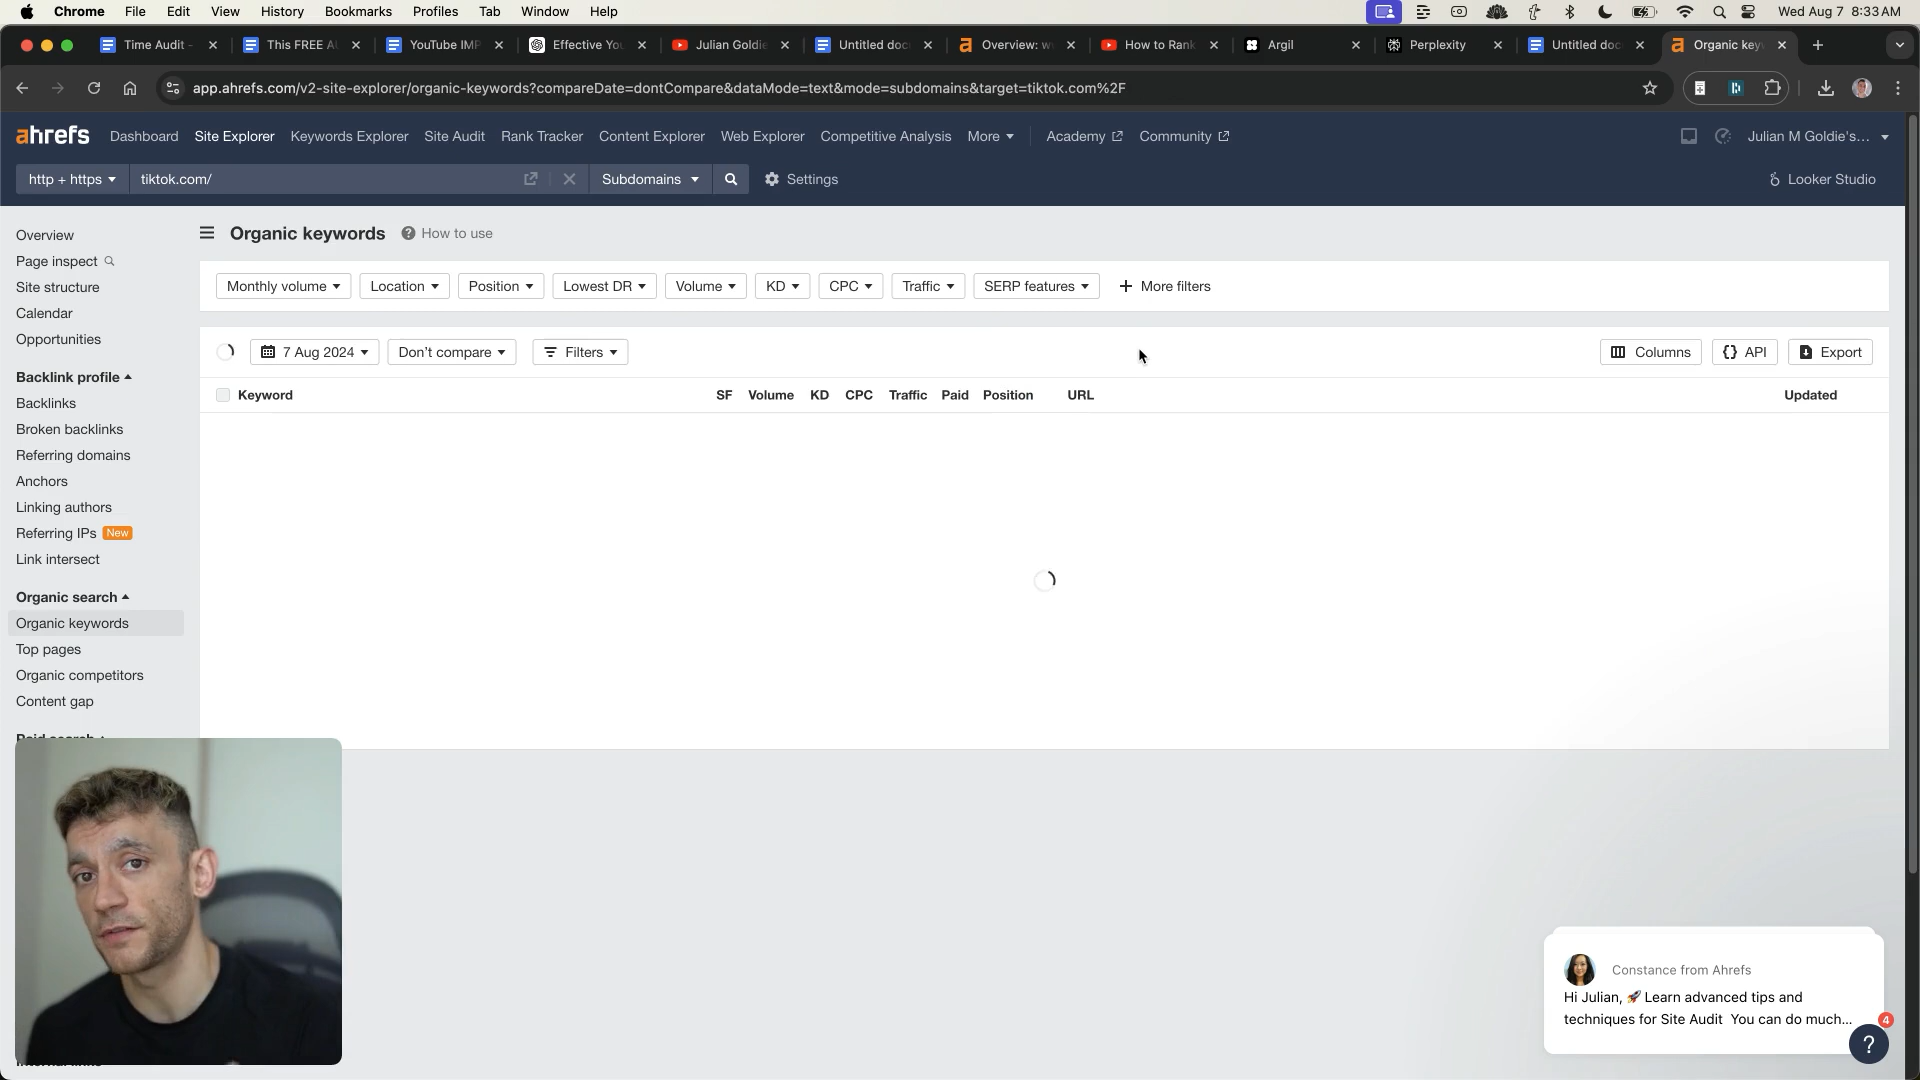 Chrome File Edit View History Bookmarks Profiles Tab Window Help Wed Aug 7 8:33 AM
Time Audit - This FREE A YouTube IMP Effective You Julian Goldie Untitled doc Overview: w How to Rank Argil Perplexity Untitled doc Organic key
app.ahrefs.com/v2-site-explorer/organic-keywords?compareDate=dontCompare&dataMode=text&mode=subdomains&target=tiktok.com%2F
ahrefs Dashboard Site Explorer Keywords Explorer Site Audit Rank Tracker Content Explorer Web Explorer Competitive Analysis More Academy Community Julian M Goldie's...
http + https tiktok.com/ Subdomains Settings Looker Studio
Overview
Page inspect
Site structure
Calendar
Opportunities
Backlink profile
Backlinks
Broken backlinks
Referring domains
Anchors
Linking authors
Referring IPs New
Link intersect
Organic search
Organic keywords
Top pages
Organic competitors
Content gap
Paid search
Organic keywords ? How to use
Monthly volume Location Position Lowest DR Volume KD CPC Traffic SERP features + More filters
7 Aug 2024 Don't compare Filters Columns {} API Export
Keyword SF Volume KD CPC Traffic Paid Position URL Updated
Constance from Ahrefs
Hi Julian, 🚀 Learn advanced tips and
techniques for Site Audit You can do much...
4
?